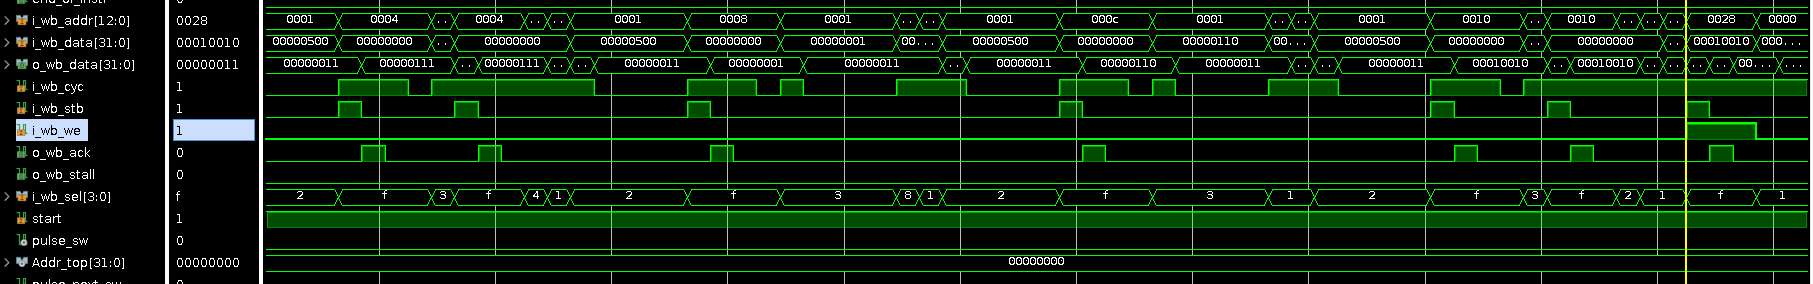 i_wb_addr[12:0] 0028 0001 0004 ... 0004 ... ... 0001 0008 0001 ... ... 0001 000c 0001 ... ... 0001 0010 ... 0010 ... ... ... 0028 0000
i_wb_data[31:0] 00010010 00000500 00000000 ... 00000000 00000500 00000000 00000001 00... 00000500 00000000 00000110 00... 00000500 00000000 ... 00000000 ... 00010010 000...
o_wb_data[31:0] 00000011 00000011 00000111 ... 00000111 ... ... 00000011 00000001 00000011 ... 00000011 00000110 00000011 ... ... 00000011 00010010 ... 00010010 ... ... ... ... 00... ...
i_wb_cyc 1
i_wb_stb 1
i_wb_we 1
o_wb_ack 0
o_wb_stall 0
i_wb_sel[3:0] f 2 f 3 f 4 1 2 f 3 8 1 2 f 3 1 2 f 3 f 2 1 f 1
start 1
pulse_sw 0
Addr_top[31:0] 00000000 00000000